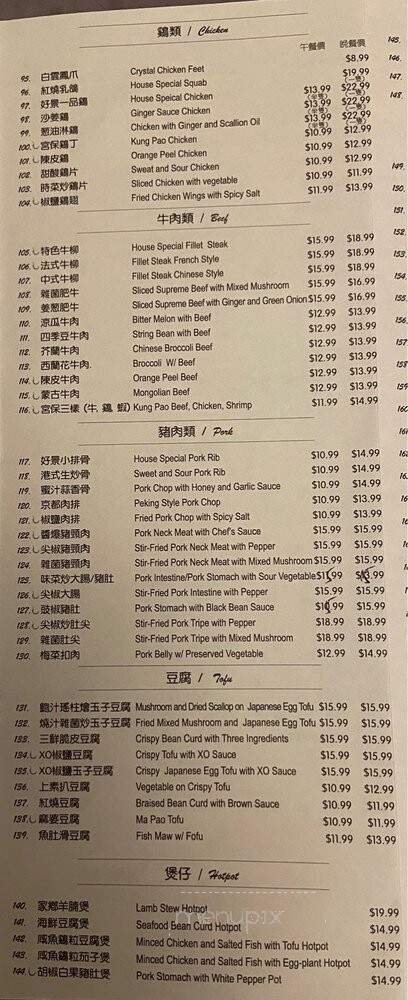 鷄類 / Chicken
午餐價 晚餐價
95. 白雲鳳爪 Crystal Chicken Feet $8.99
96. 紅燒乳鴿 House Special Squab $19.99
97. 好景一品鷄 House Speical Chicken $13.99 $22.99
98. 沙姜鷄 Ginger Sauce Chicken $13.99 $22.99
99. 葱油淋鷄 Chicken with Ginger and Scallion Oil $13.99 $22.99
100. 宮保鷄丁 Kung Pao Chicken $10.99 $12.99
101. 陳皮鷄 Orange Peel Chicken $10.99 $12.99
102. 甜酸鷄片 Sweat and Sour Chicken $10.99 $12.99
103. 時菜炒鷄片 Sliced Chicken with vegetable $10.99 $11.99
104. 椒鹽鷄翅 Fried Chicken Wings with Spicy Salt $11.99 $13.99
牛肉類 / Beef
105. 特色牛柳 House Special Fillet Steak $15.99 $18.99
106. 法式牛柳 Fillet Steak French Style $15.99 $18.99
107. 中式牛柳 Fillet Steak Chinese Style $15.99 $18.99
108. 雜菌肥牛 Sliced Supreme Beef with Mixed Mushroom $15.99 $16.99
109. 姜葱肥牛 Sliced Supreme Beef with Ginger and Green Onion $15.99 $16.99
110. 涼瓜牛肉 Bitter Melon with Beef $12.99 $13.99
111. 四季豆牛肉 String Bean with Beef $12.99 $13.99
112. 芥蘭牛肉 Chinese Broccoli Beef $12.99 $13.99
113. 西蘭花牛肉. Broccoli W/ Beef $12.99 $13.99
114. 陳皮牛肉 Orange Peel Beef $12.99 $13.99
115. 蒙古牛肉 Mongolian Beef $12.99 $13.99
116. 宮保三樣 (牛 鷄 蝦) Kung Pao Beef, Chicken, Shrimp $11.99 $14.99
豬肉類 / Pork
117. 好景小排骨 House Special Pork Rib $10.99 $14.99
118. 港式生炒骨 Sweet and Sour Pork Rib $10.99 $14.99
119. 蜜汁蒜香骨 Pork Chop with Honey and Garlic Sauce $10.99 $14.99
120. 京都肉排 Peking Style Pork Chop $10.99 $13.99
121. 椒鹽肉排 Fried Pork Chop with Spicy Salt $10.99 $13.99
122. 醬爆豬頸肉 Pork Neck Meat with Chef's Sauce $15.99 $15.99
123. 尖椒豬頸肉 Stir-Fried Pork Neck Meat with Pepper $15.99 $15.99
124. 雜菌豬頸肉 Stir-Fried Pork Neck Meat with Mixed Mushroom $15.99 $15.99
125. 味菜炒大腸/豬肚 Pork Intestine/Pork Stomach with Sour Vegetable
126. 尖椒大腸 Stir-Fried Pork Intestine with Pepper $15.99 $15.99
127. 豉椒豬肚 Pork Stomach with Black Bean Sauce $15.99
128. 尖椒炒肚尖 Stir-Fried Pork Tripe with Pepper $18.99 $18.99
129. 雜菌肚尖 Stir-Fried Pork Tripe with Mixed Mushroom $18.99 $18.99
130. 梅菜扣肉 Pork Belly w/ Preserved Vegetable $12.99 $14.99
豆腐 / Tofu
131. 鮑汁瑤柱燴玉子豆腐 Mushroom and Dried Scallop on Japanese Egg Tofu $15.99 $15.99
132. 燒汁雜菌炒玉子豆腐 Fried Mixed Mushroom and Japanese Egg Tofu $15.99 $15.99
133. 三鮮脆皮豆腐 Crispy Bean Curd with Three Ingredients $15.99 $15.99
134. XO椒鹽豆腐 Crispy Tofu with XO Sauce $15.99 $15.99
135. XO椒鹽玉子豆腐 Crispy Japanese Egg Tofu with XO Sauce $15.99 $15.99
136. 上素扒豆腐 Vegetable on Crispy Tofu $10.99 $12.99
137. 紅燒豆腐 Braised Bean Curd with Brown Sauce $10.99 $11.99
138. 麻婆豆腐 Ma Pao Tofu $10.99 $11.99
139. 魚肚滑豆腐 Fish Maw w/ Fofu $11.99 $13.99
煲仔 / Hotpot
140. 家鄉羊腩煲 Lamb Stew Hotpot $19.99
141. 海鮮豆腐煲 Seafood Bean Curd Hotpot $14.99
142. 咸魚鷄粒豆腐煲 Minced Chicken and Salted Fish with Tofu Hotpot $14.99
143. 咸魚鷄粒茄子煲 Minced Chicken and Salted Fish with Egg-plant Hotpot $14.99
144. 胡椒白果豬肚煲 Pork Stomach with White Pepper Pot $14.99
menupix
145.
146.
147.
148
149.
150.
151.
152.
153.
154.
155.
156.
157
158
159
160